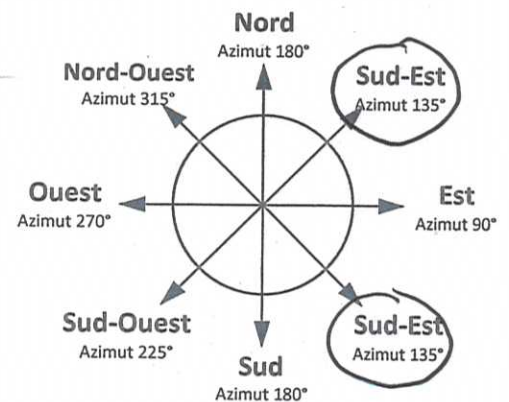 Nord
Azimut 180°
Nord-Ouest
Azimut 315°
Sud-Est
Azimut 135°
Ouest
Azimut 270°
Est
Azimut 90°
Sud-Ouest
Azimut 225°
Sud-Est
Azimut 135°
Sud
Azimut 180°